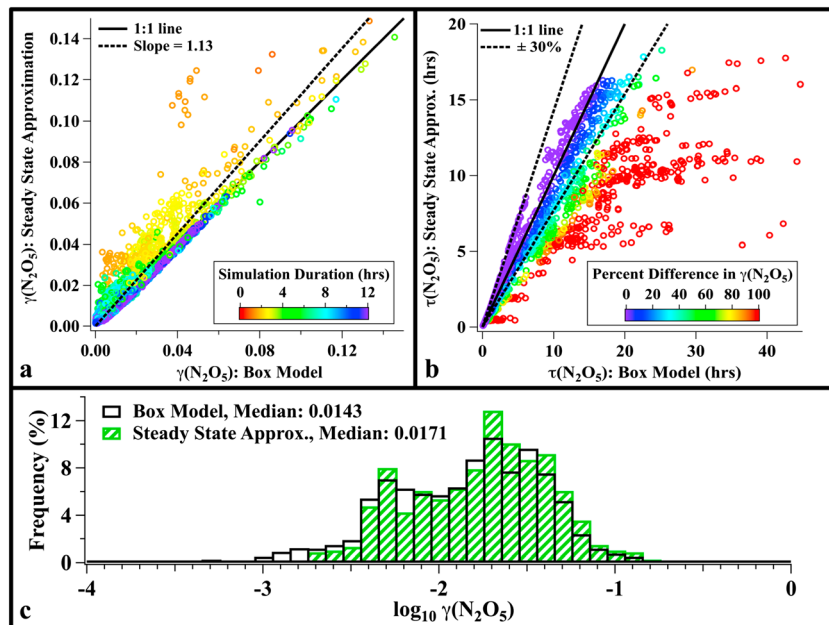 0.14
0.12
0.10
0.08
0.06
0.04
0.02
0.00
γ(N₂O₅): Steady State Approximation
1:1 line
Slope = 1.13
Simulation Duration (hrs)
0 4 8 12
0.00 0.04 0.08 0.12
γ(N₂O₅): Box Model
a
20
15
10
5
0
τ(N₂O₅): Steady State Approx. (hrs)
1:1 line
± 30%
Percent Difference in γ(N₂O₅)
0 20 40 60 80 100
0 10 20 30 40
τ(N₂O₅): Box Model (hrs)
b
12
8
4
0
Frequency (%)
Box Model, Median: 0.0143
Steady State Approx., Median: 0.0171
-4 -3 -2 -1 0
log₁₀ γ(N₂O₅)
c